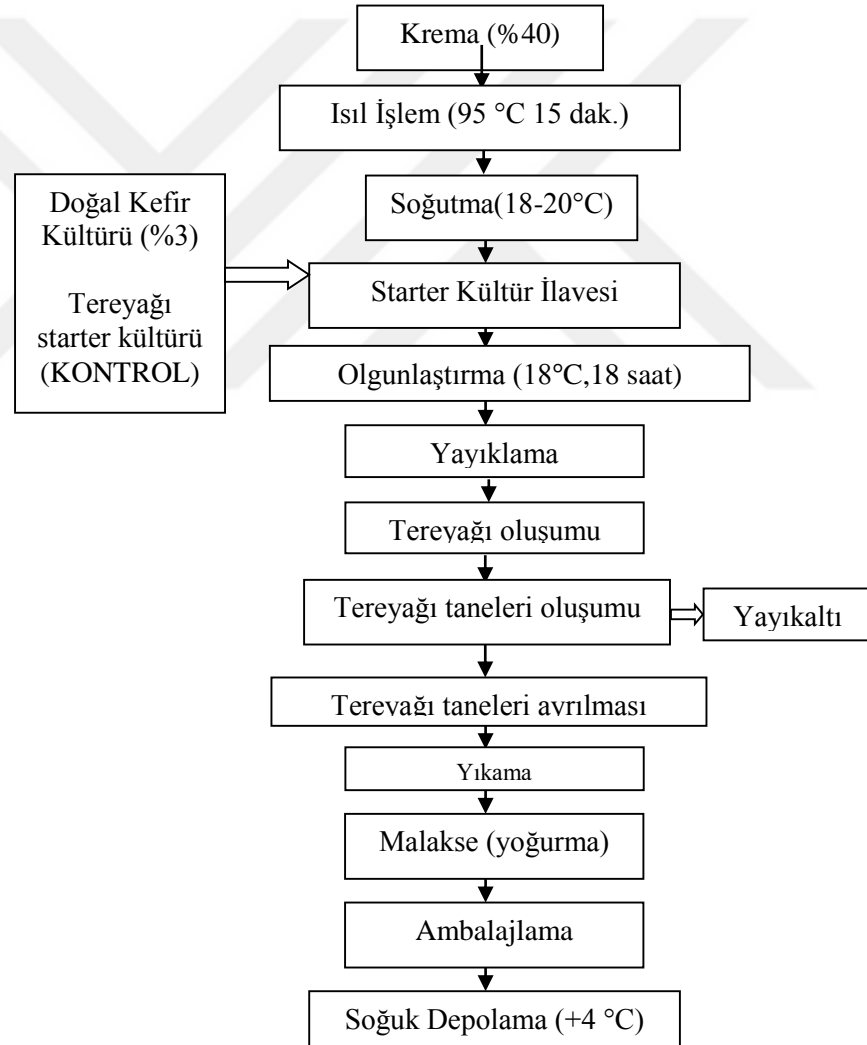 Krema (%40)
Isıl İşlem (95 °C 15 dak.)
Soğutma(18-20°C)
Doğal Kefir
Kültürü (%3)
Tereyağı
starter kültürü
(KONTROL)
Starter Kültür İlavesi
Olgunlaştırma (18°C,18 saat)
Yayıklama
Tereyağı oluşumu
Tereyağı taneleri oluşumu
Yayıkaltı
Tereyağı taneleri ayrılması
Yıkama
Malakse (yoğurma)
Ambalajlama
Soğuk Depolama (+4 °C)